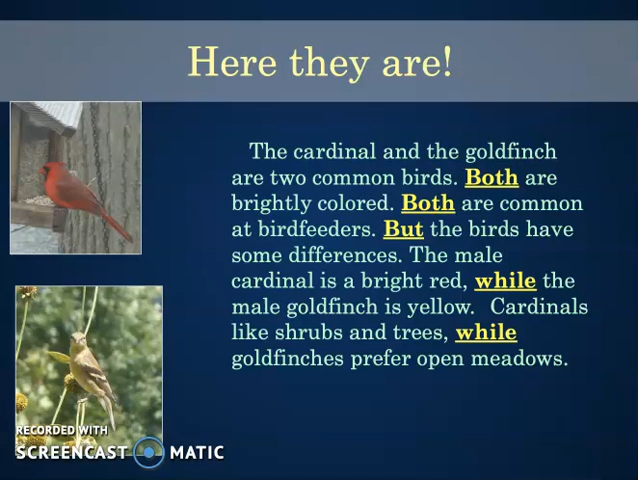 Here they are!
The cardinal and the goldfinch
are two common birds. Both are
brightly colored. Both are common
at birdfeeders. But the birds have
some differences. The male
cardinal is a bright red, while the
male goldfinch is yellow. Cardinals
like shrubs and trees, while
goldfinches prefer open meadows.
RECORDED WITH
SCREENCAST MATIC